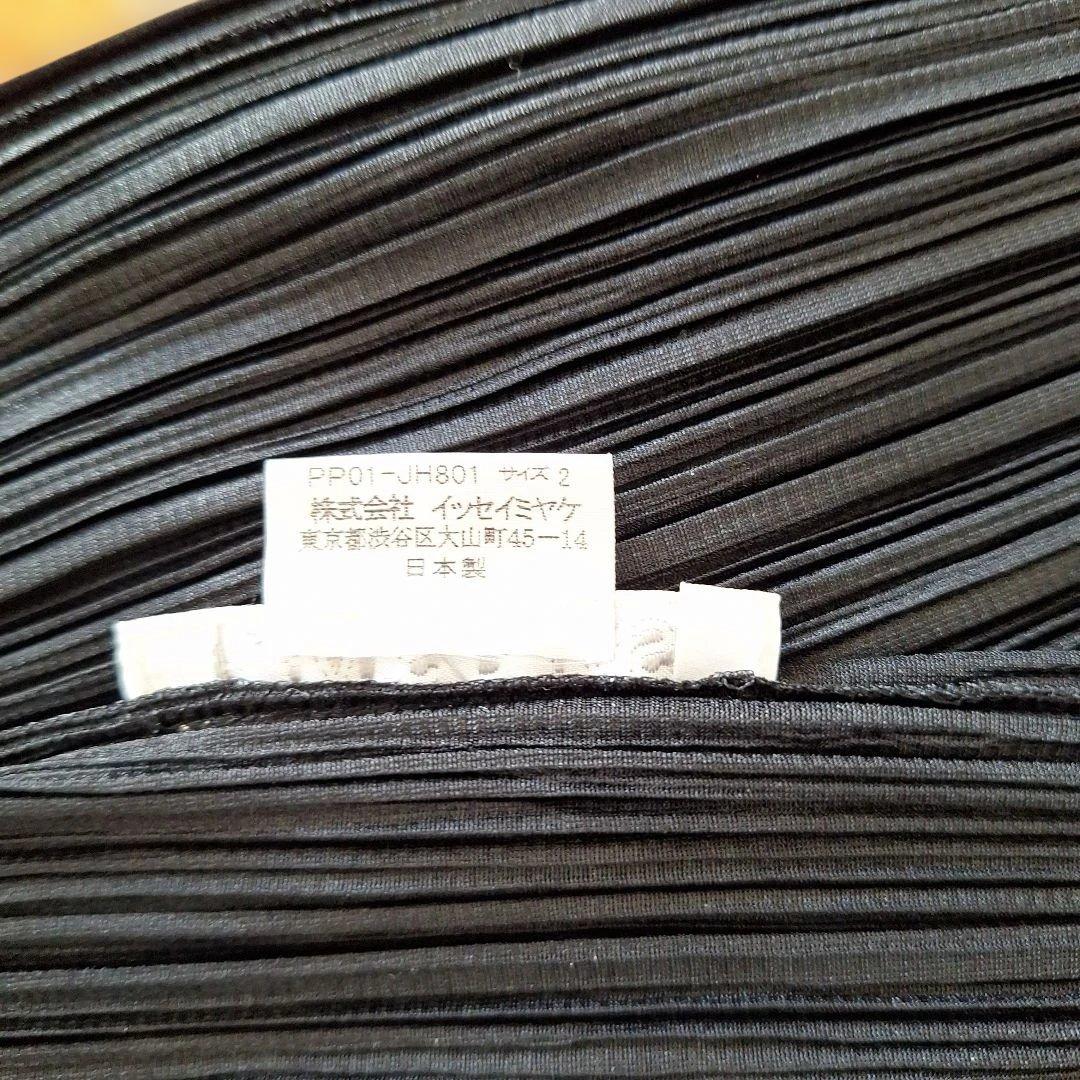 PP01-JH801 サイズ 2
株式会社 イッセイミヤケ
東京都渋谷区大山町45-14
日本製